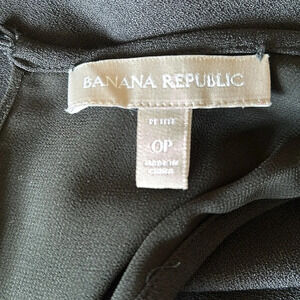 BANANA REPUBLIC
PETITE
0P
MADE IN
CHINA